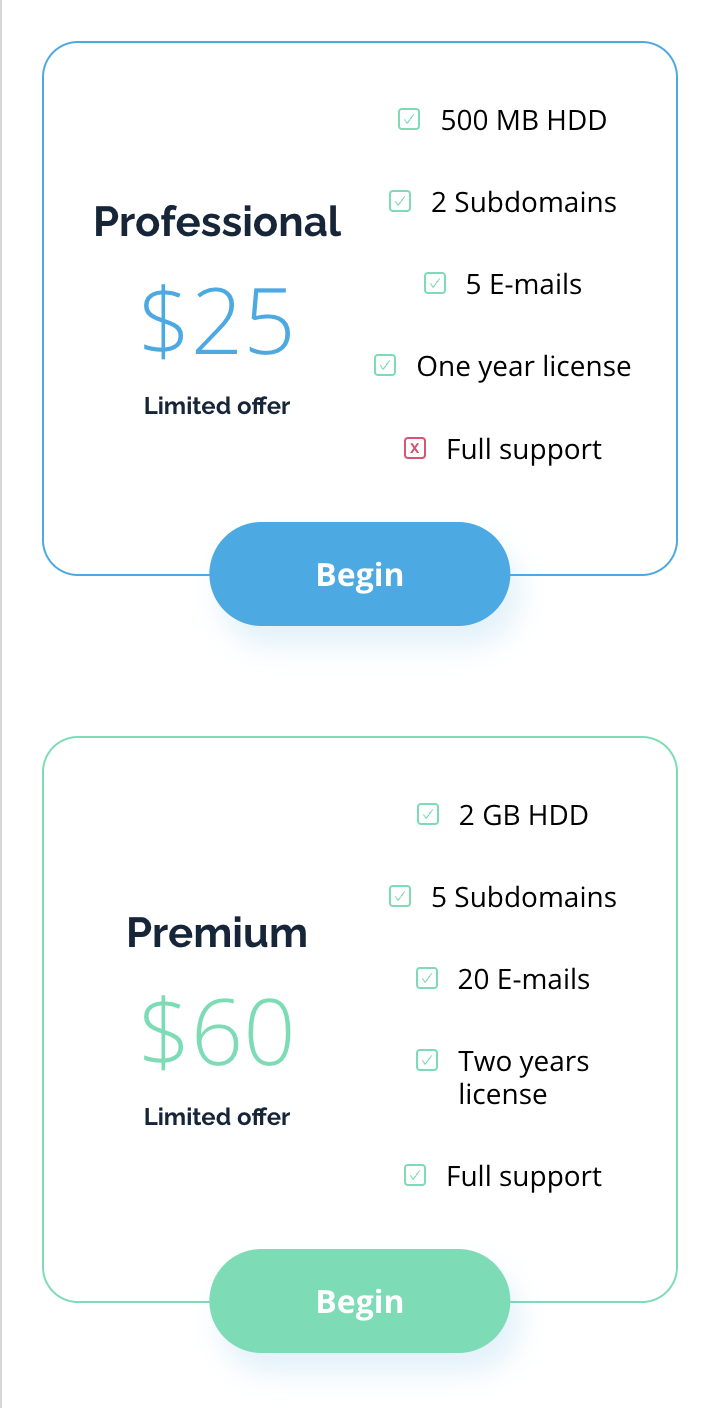 Professional
$25
Limited offer
500 MB HDD
2 Subdomains
5 E-mails
One year license
X
Full support
Begin
Premium
$60
Limited offer
2 GB HDD
5 Subdomains
20 E-mails
Two years
license
Full support
Begin